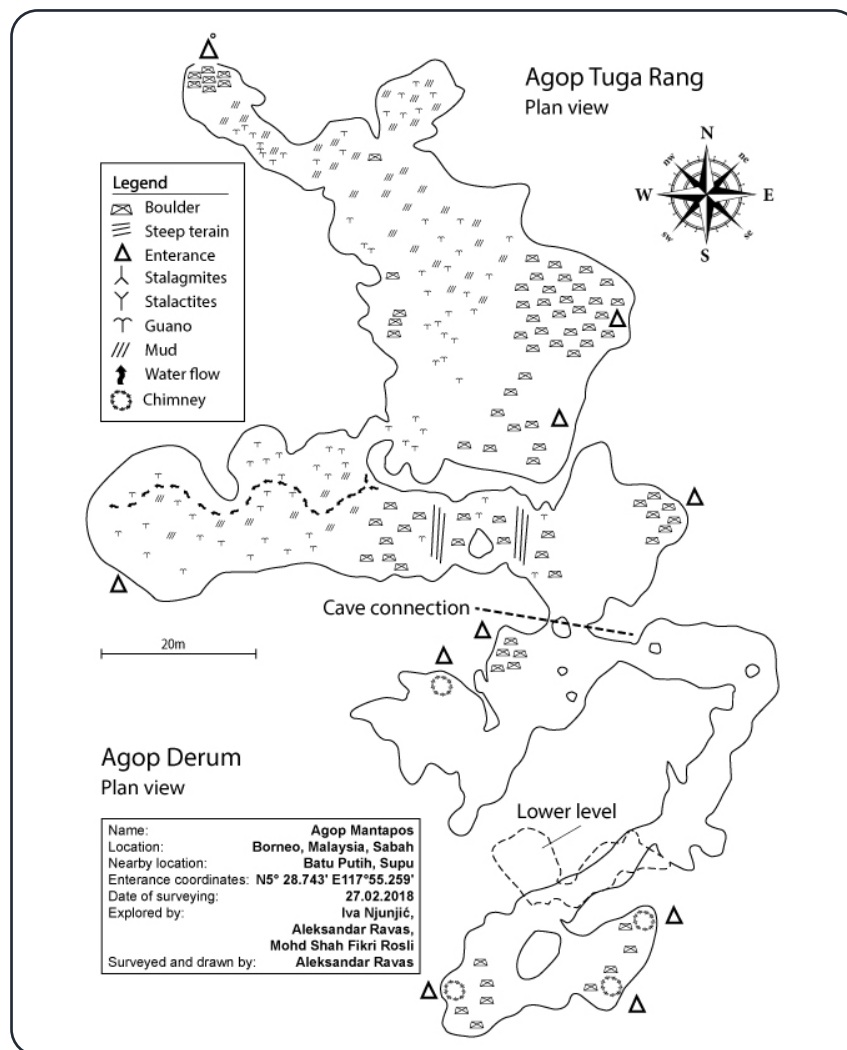 Agop Tuga Rang
Plan view
N
nw
ne
W
E
sw
se
S
Legend
Boulder
Steep terrain
Enterance
Stalagmites
Stalactites
Guano
Mud
Water flow
Chimney
Cave connection
20m
Agop Derum
Plan view
Lower level
Name: Agop Mantapos
Location: Borneo, Malaysia, Sabah
Nearby location: Batu Putih, Supu
Enterance coordinates: N5° 28.743' E117°55.259'
Date of surveying: 27.02.2018
Explored by: Iva Njunjić,
Aleksandar Ravas,
Mohd Shah Fikri Rosli
Surveyed and drawn by: Aleksandar Ravas